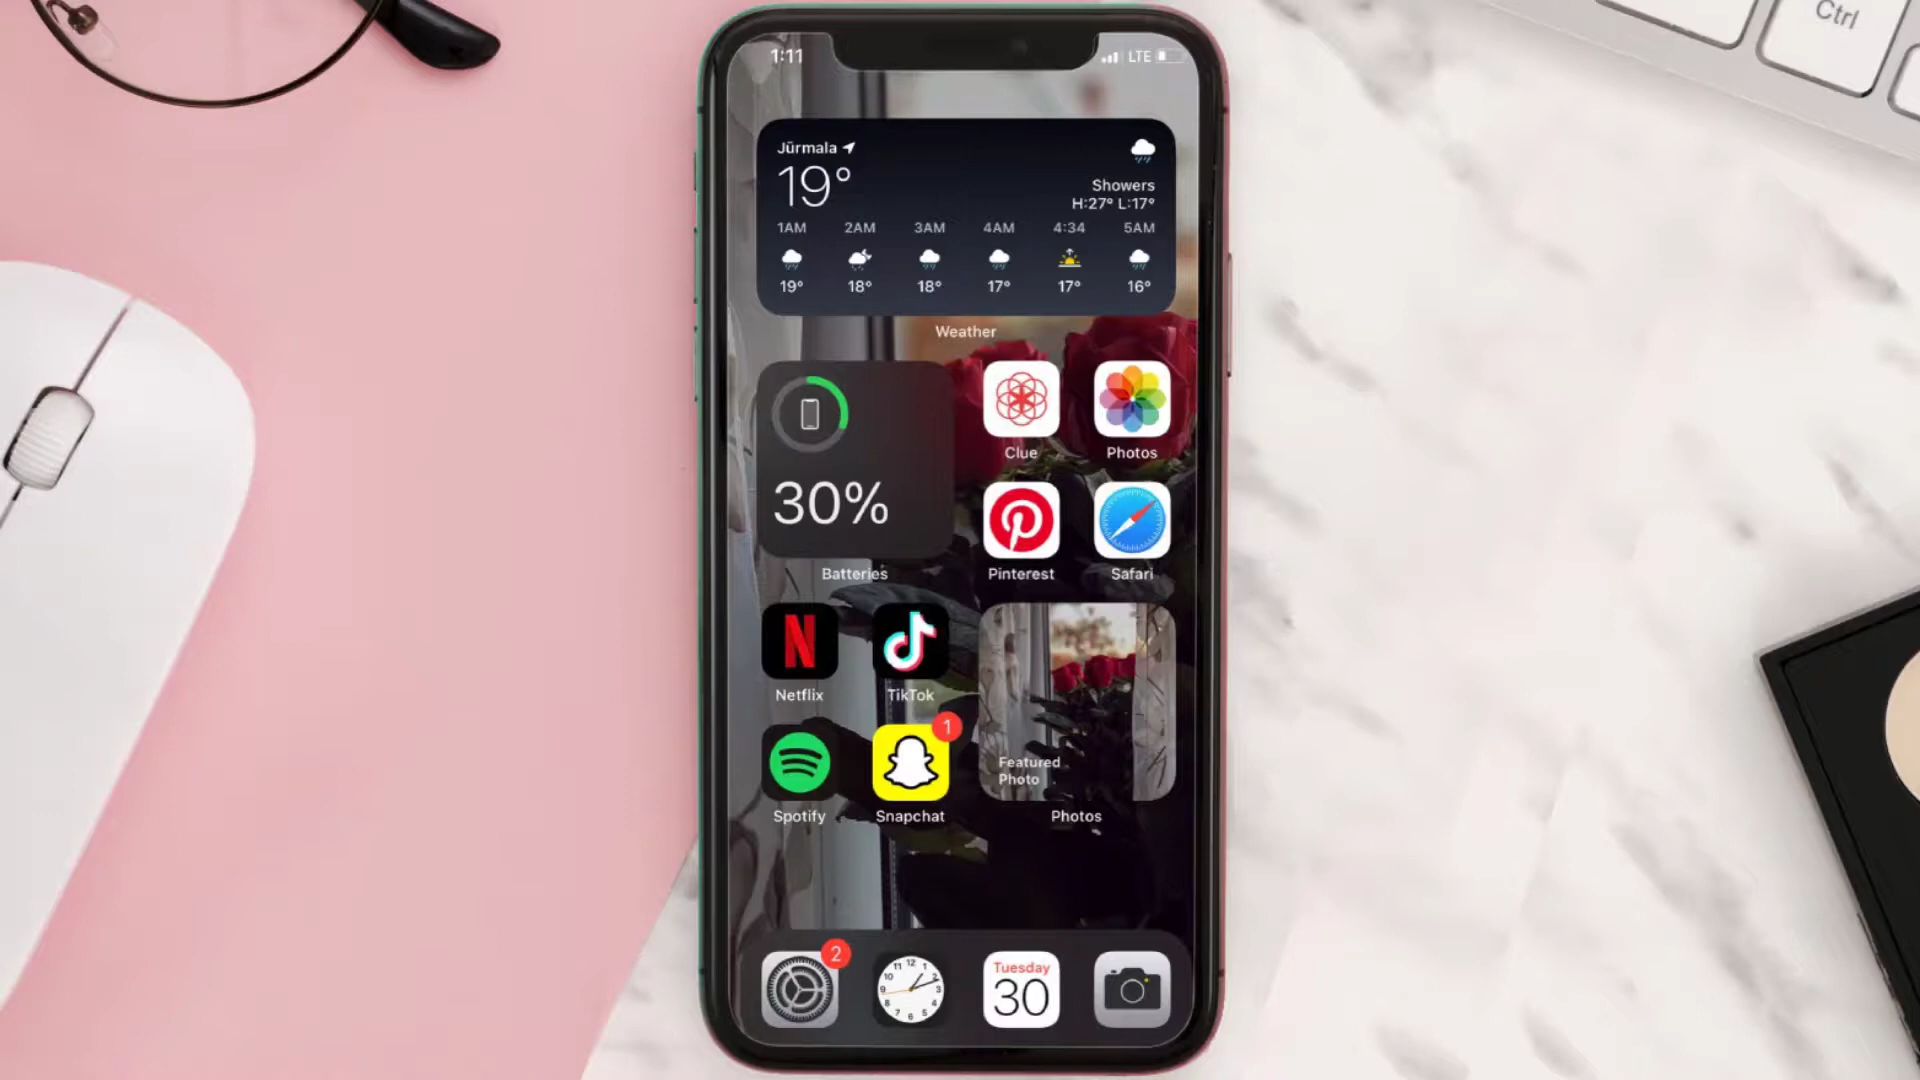 Ctrl
1:11
LTE
Jūrmala
19°
Showers
H:27° L:17°
1AM 2AM 3AM 4AM 4:34 5AM
19° 18° 18° 17° 17° 16°
Weather
30%
Batteries
Clue
Photos
Pinterest
Safari
Netflix
TikTok
Featured
Photo
Spotify
1
Snapchat
Photos
2
Tuesday
30